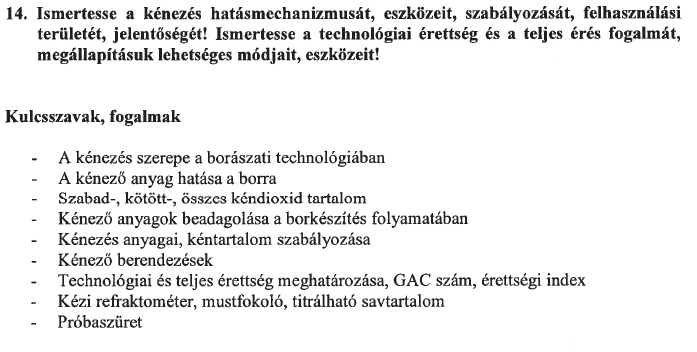 14. Ismertesse a kénezés hatásmechanizmusát, eszközeit, szabályozását, felhasználási
területét, jelentőségét! Ismertesse a technológiai érettség és a teljes érés fogalmát,
megállapításuk lehetséges módjait, eszközeit!
Kulcsszavak, fogalmak
- A kénezés szerepe a borászati technológiában
- A kénező anyag hatása a borra
- Szabad-, kötött-, összes kéndioxid tartalom
- Kénező anyagok beadagolása a borkészítés folyamatában
- Kénezés anyagai, kéntartalom szabályozása
- Kénező berendezések
- Technológiai és teljes érettség meghatározása, GAC szám, érettségi index
- Kézi refraktométer, mustfokoló, titrálható savtartalom
- Próbaszüret